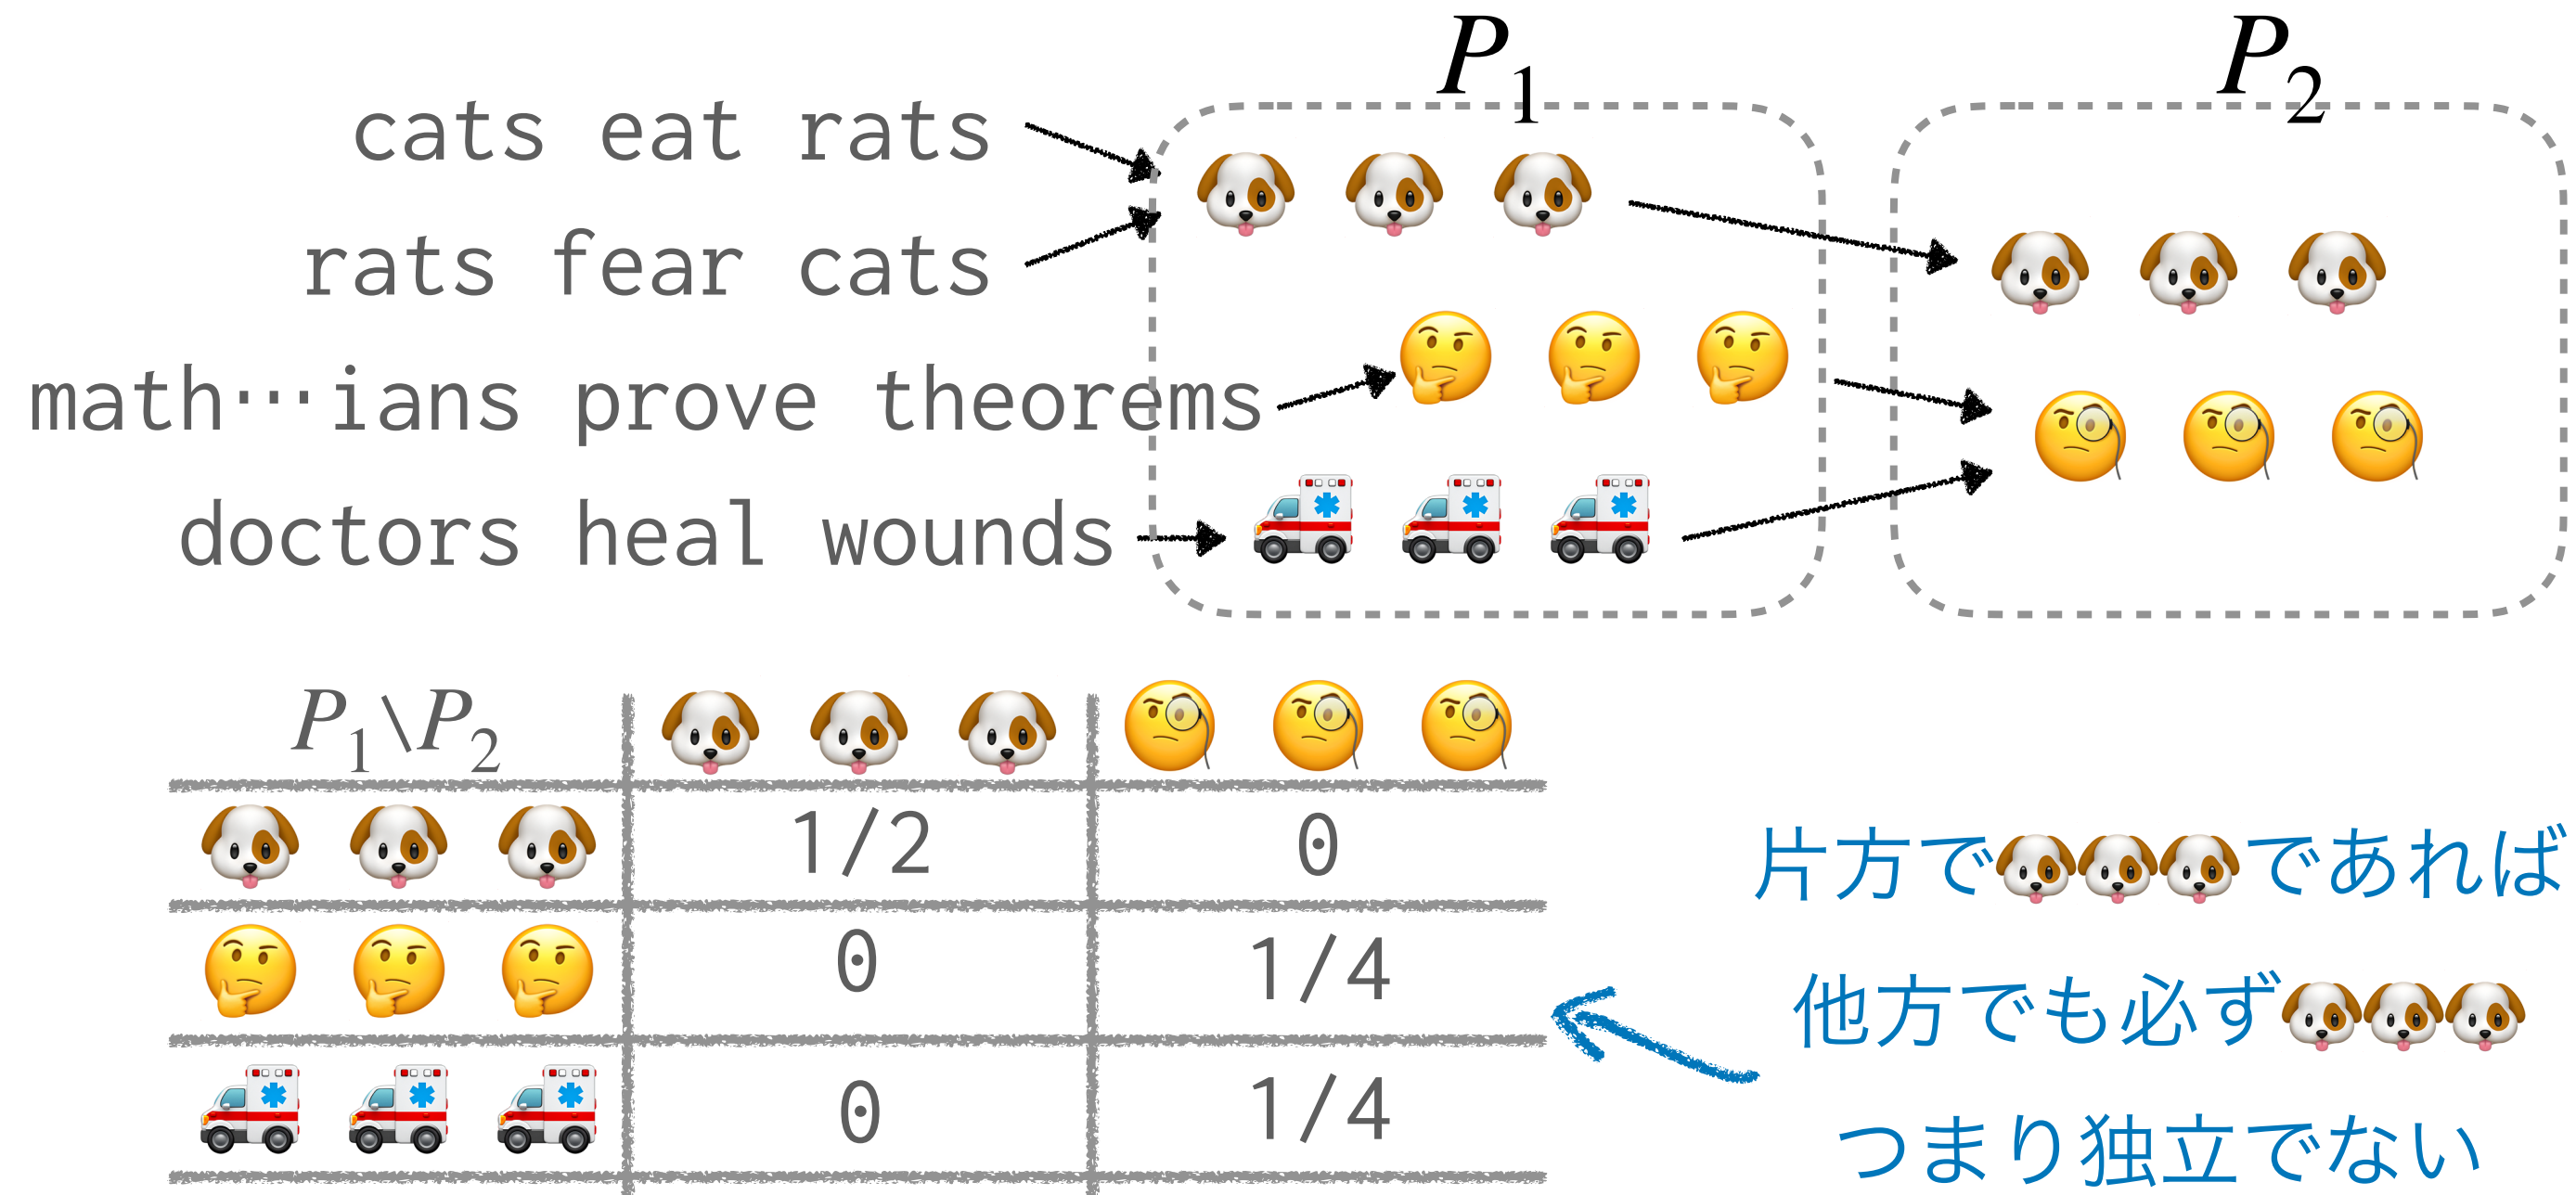 P1 P2
cats eat rats
rats fear cats
math…ians prove theorems
doctors heal wounds
P1\P2
1/2 0
0 1/4
0 1/4
片方で🐶🐶🐶であれば
他方でも必ず🐶🐶🐶
つまり独立でない